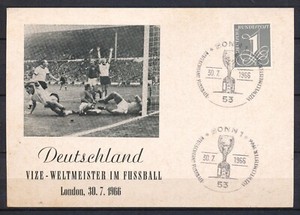 Deutschland
VIZE-WELTMEISTER IM FUSSBALL
London, 30. 7. 1966
BUNDESPOST
1
BONN 1
30.7. 1966
53
BONN 1
30.7. 1966
53